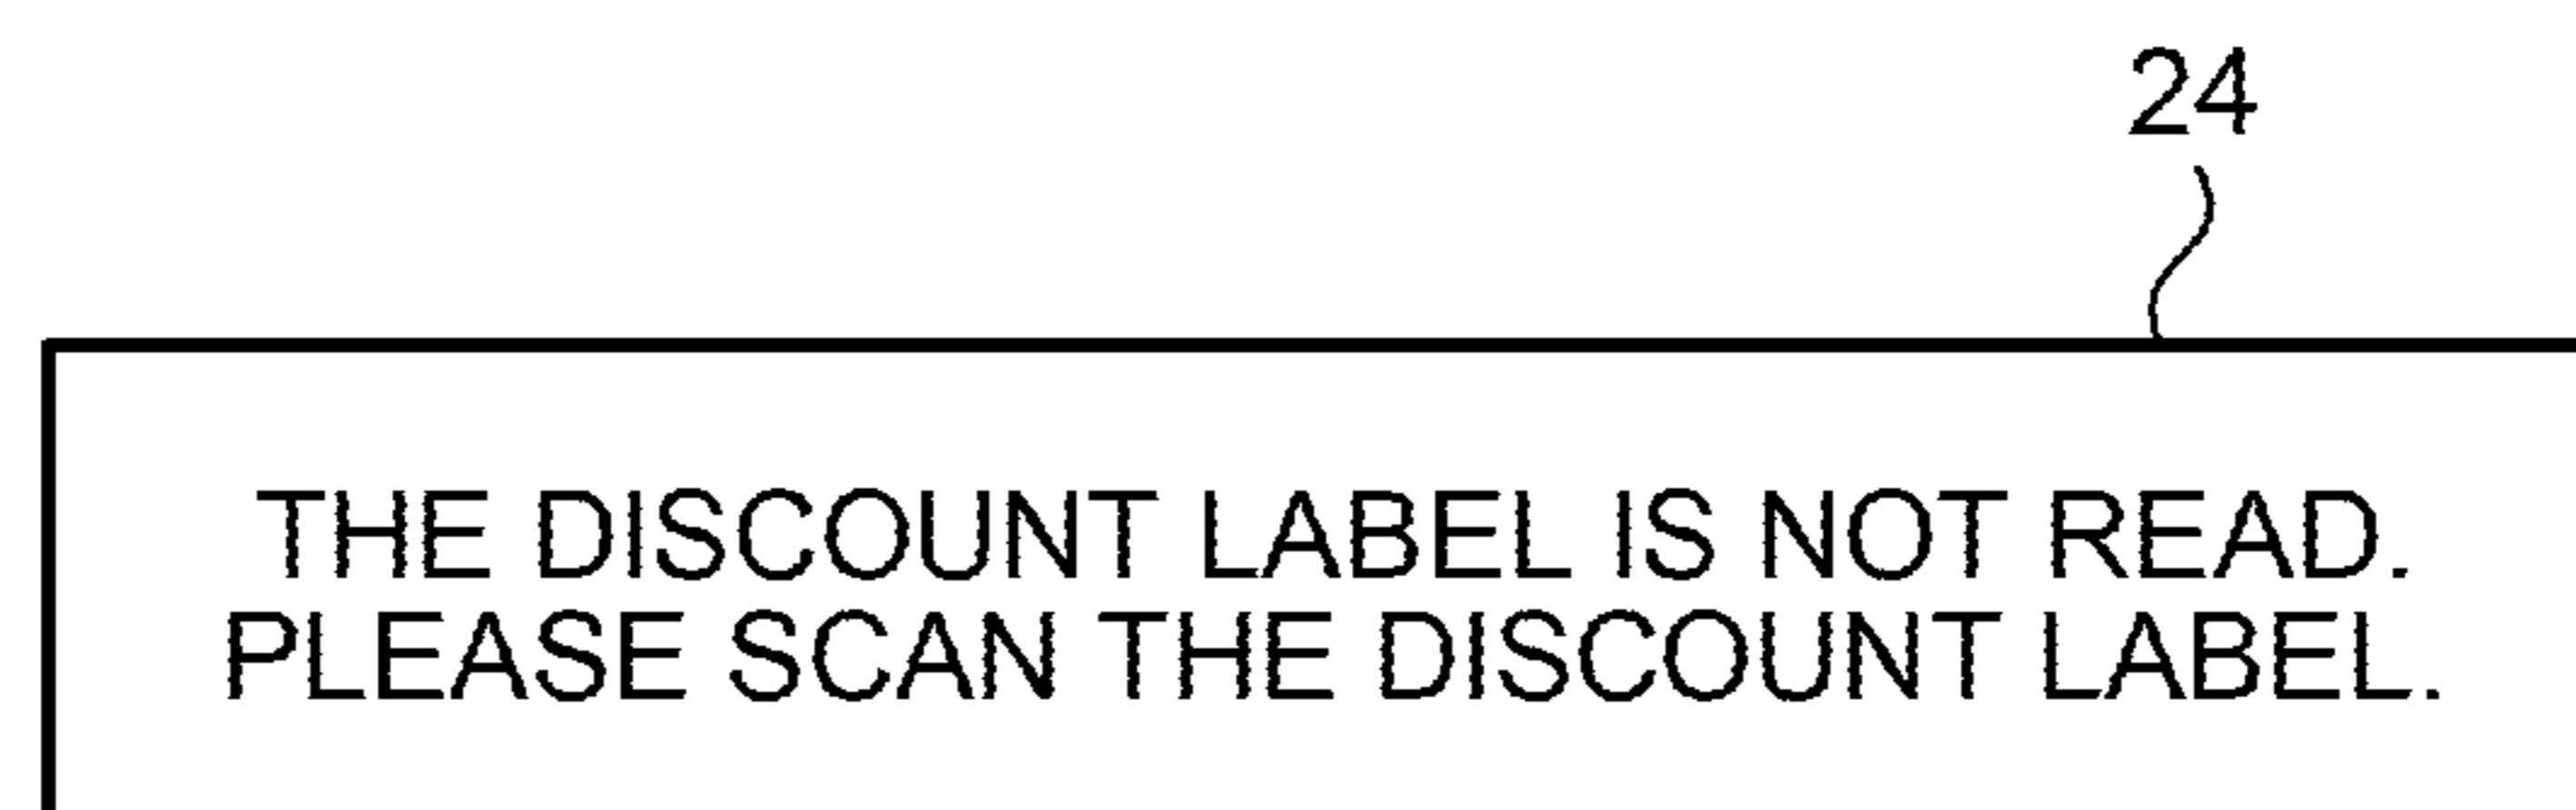 24
THE DISCOUNT LABEL IS NOT READ.
PLEASE SCAN THE DISCOUNT LABEL.